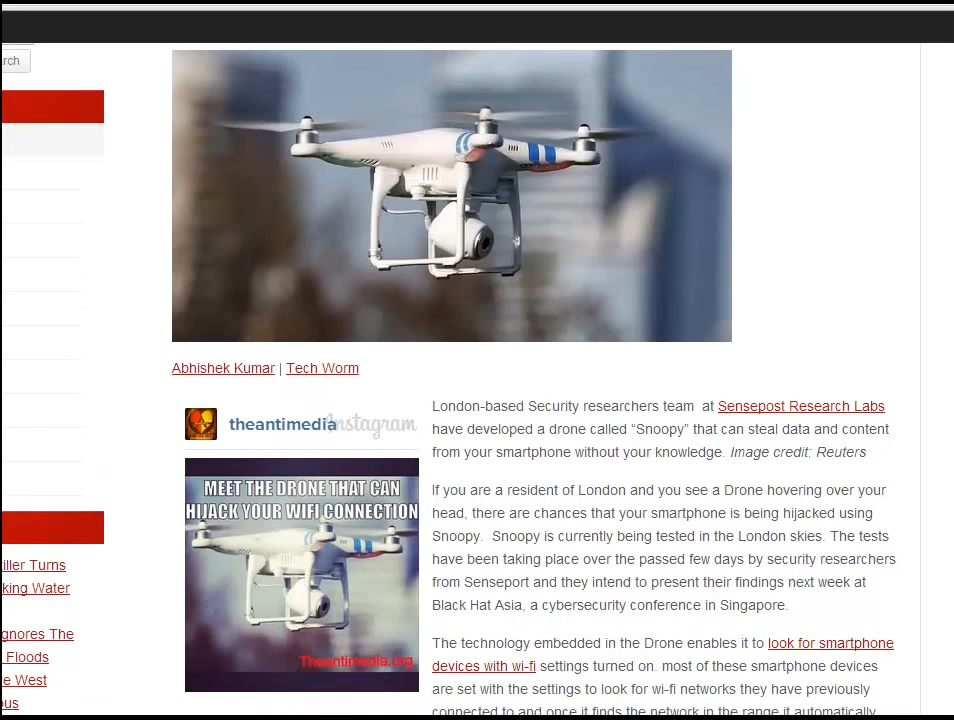 rch
Abhishek Kumar | Tech Worm
theantimedia Instagram
MEET THE DRONE THAT CAN
HIJACK YOUR WIFI CONNECTION
Theantimedia.org
London-based Security researchers team at Sensepost Research Labs
have developed a drone called “Snoopy” that can steal data and content
from your smartphone without your knowledge. Image credit: Reuters
If you are a resident of London and you see a Drone hovering over your
head, there are chances that your smartphone is being hijacked using
Snoopy. Snoopy is currently being tested in the London skies. The tests
have been taking place over the passed few days by security researchers
from Senseport and they intend to present their findings next week at
Black Hat Asia, a cybersecurity conference in Singapore.
The technology embedded in the Drone enables it to look for smartphone
devices with wi-fi settings turned on. most of these smartphone devices
are set with the settings to look for wi-fi networks they have previously
connected to and once it finds the network in the range it automatically
iller Turns
king Water
gnores The
Floods
ve West
ous